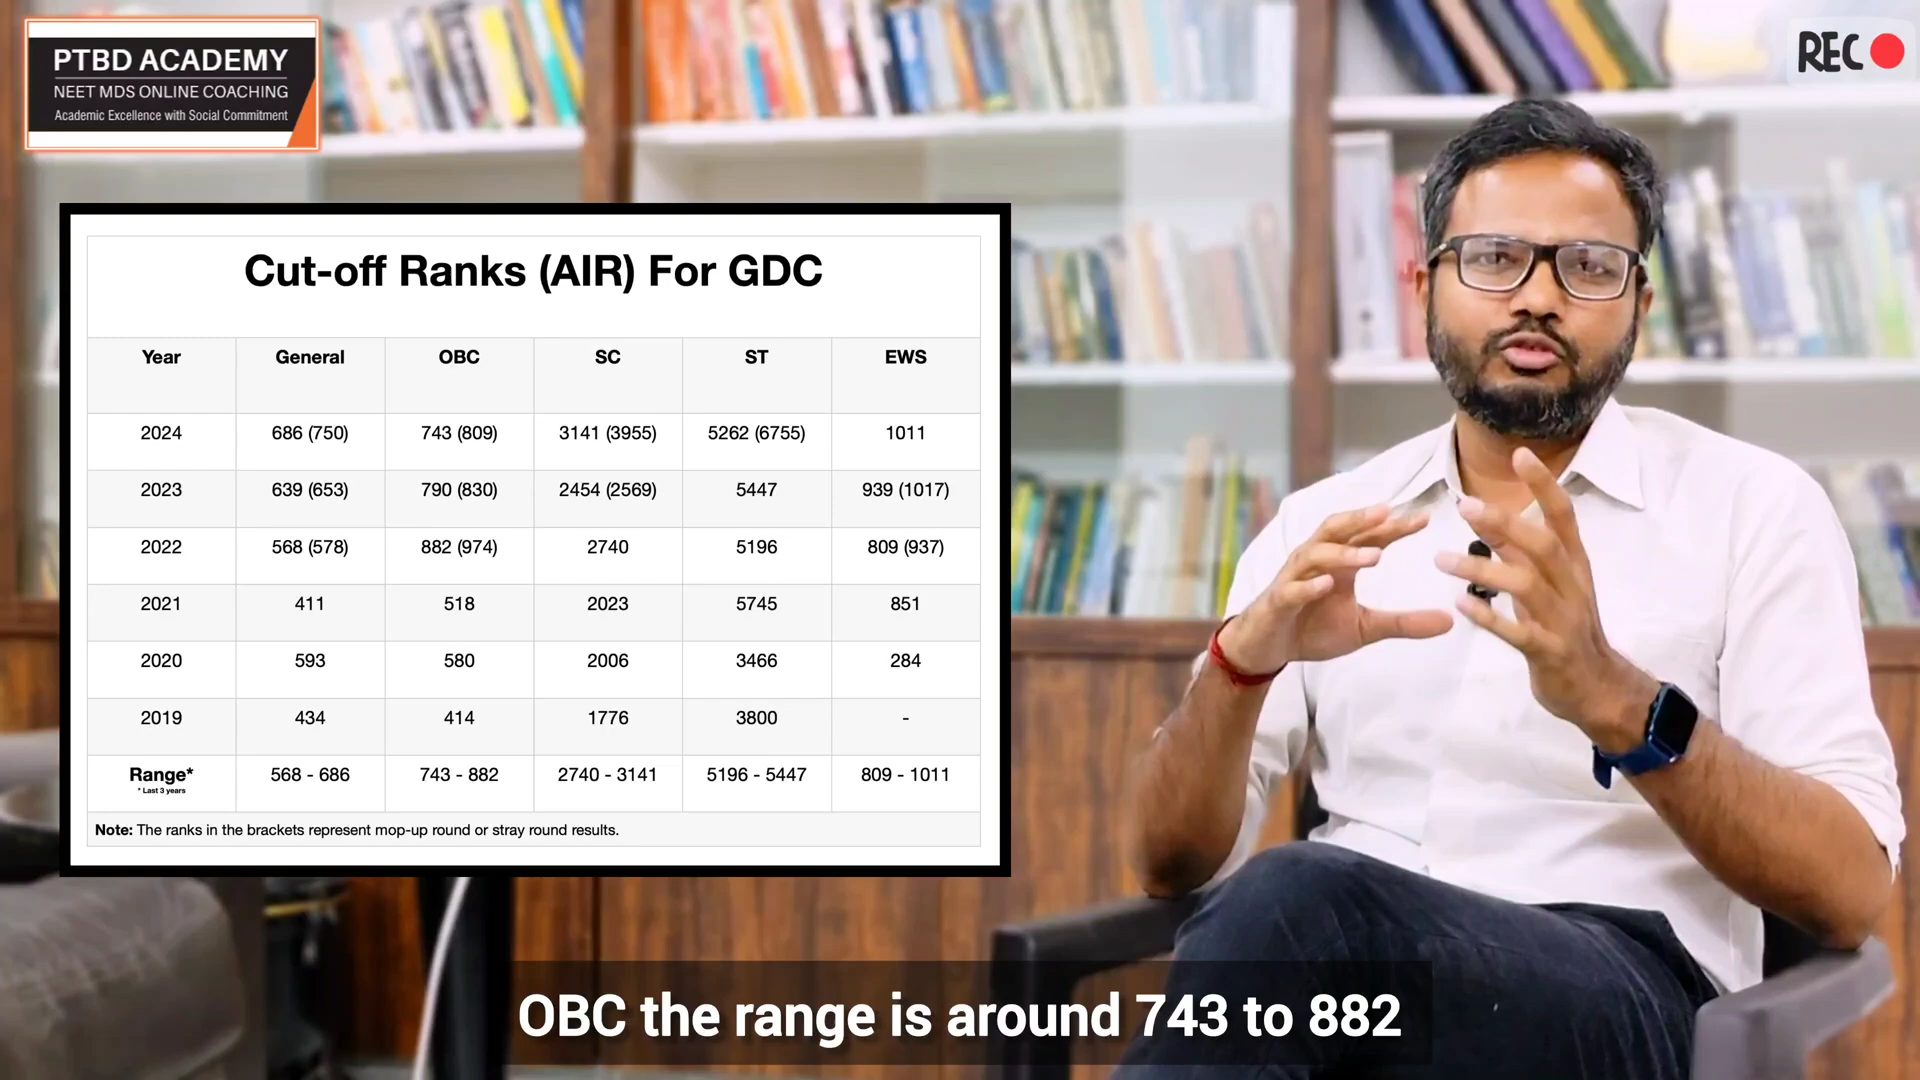 PTBD ACADEMY
NEET MDS ONLINE COACHING
Academic Excellence with Social Commitment
REC
Cut-off Ranks (AIR) For GDC
Year General OBC SC ST EWS
2024 686 (750) 743 (809) 3141 (3955) 5262 (6755) 1011
2023 639 (653) 790 (830) 2454 (2569) 5447 939 (1017)
2022 568 (578) 882 (974) 2740 5196 809 (937)
2021 411 518 2023 5745 851
2020 593 580 2006 3466 284
2019 434 414 1776 3800 -
Range* 568 - 686 743 - 882 2740 - 3141 5196 - 5447 809 - 1011
* Last 3 years
Note: The ranks in the brackets represent mop-up round or stray round results.
OBC the range is around 743 to 882